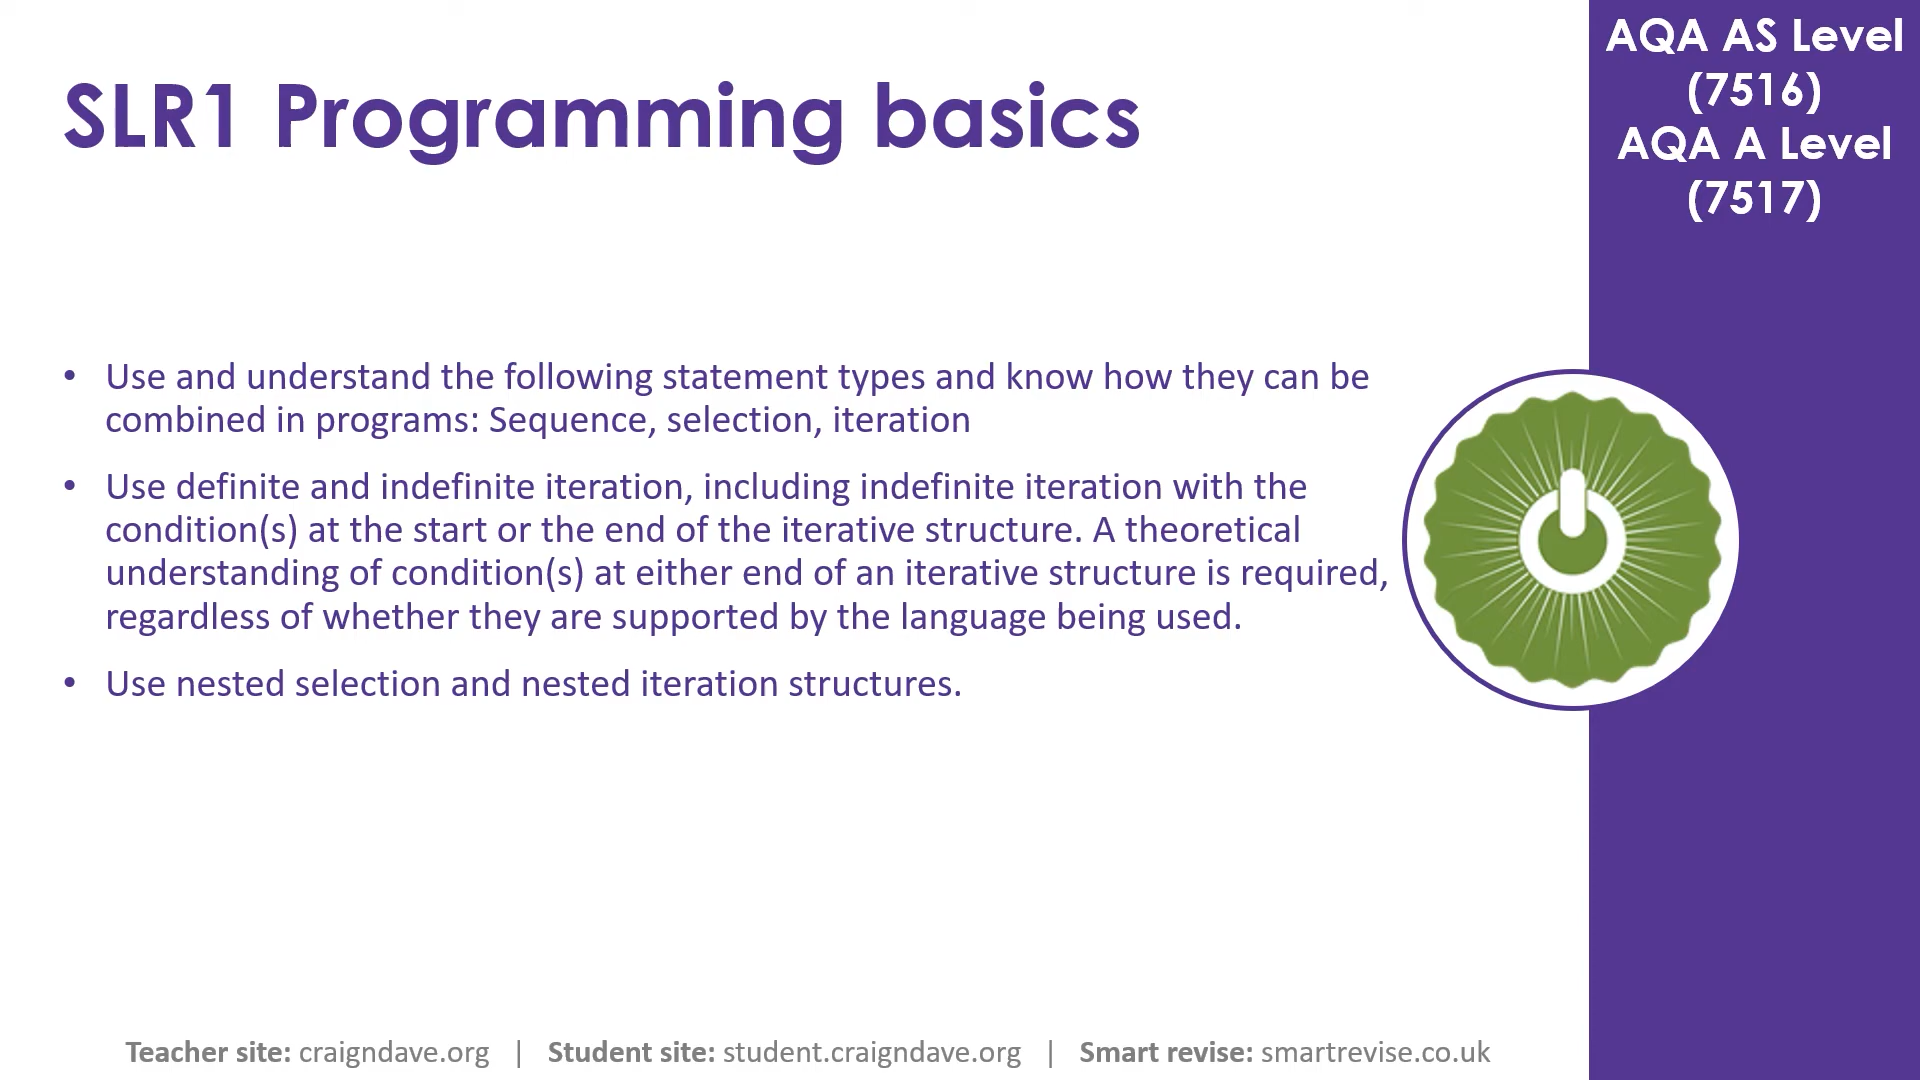 SLR1 Programming basics
AQA AS Level
(7516)
AQA A Level
(7517)
• Use and understand the following statement types and know how they can be
combined in programs: Sequence, selection, iteration
• Use definite and indefinite iteration, including indefinite iteration with the
condition(s) at the start or the end of the iterative structure. A theoretical
understanding of condition(s) at either end of an iterative structure is required,
regardless of whether they are supported by the language being used.
• Use nested selection and nested iteration structures.
Teacher site: craigndave.org | Student site: student.craigndave.org | Smart revise: smartrevise.co.uk